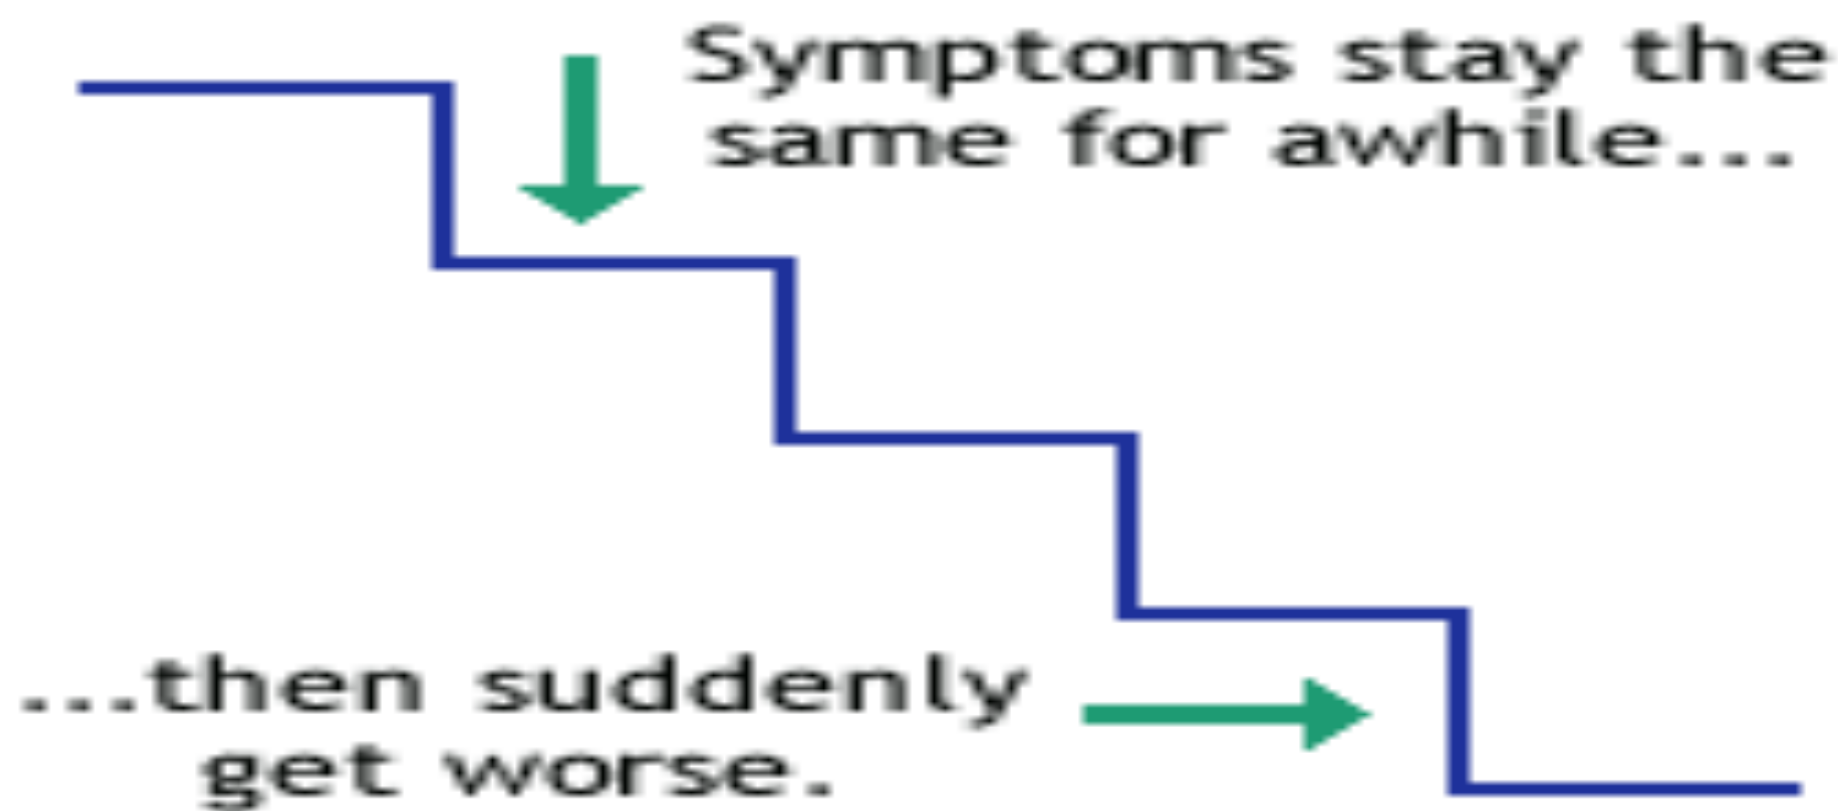 Symptoms stay the
same for awhile...
...then suddenly
get worse.